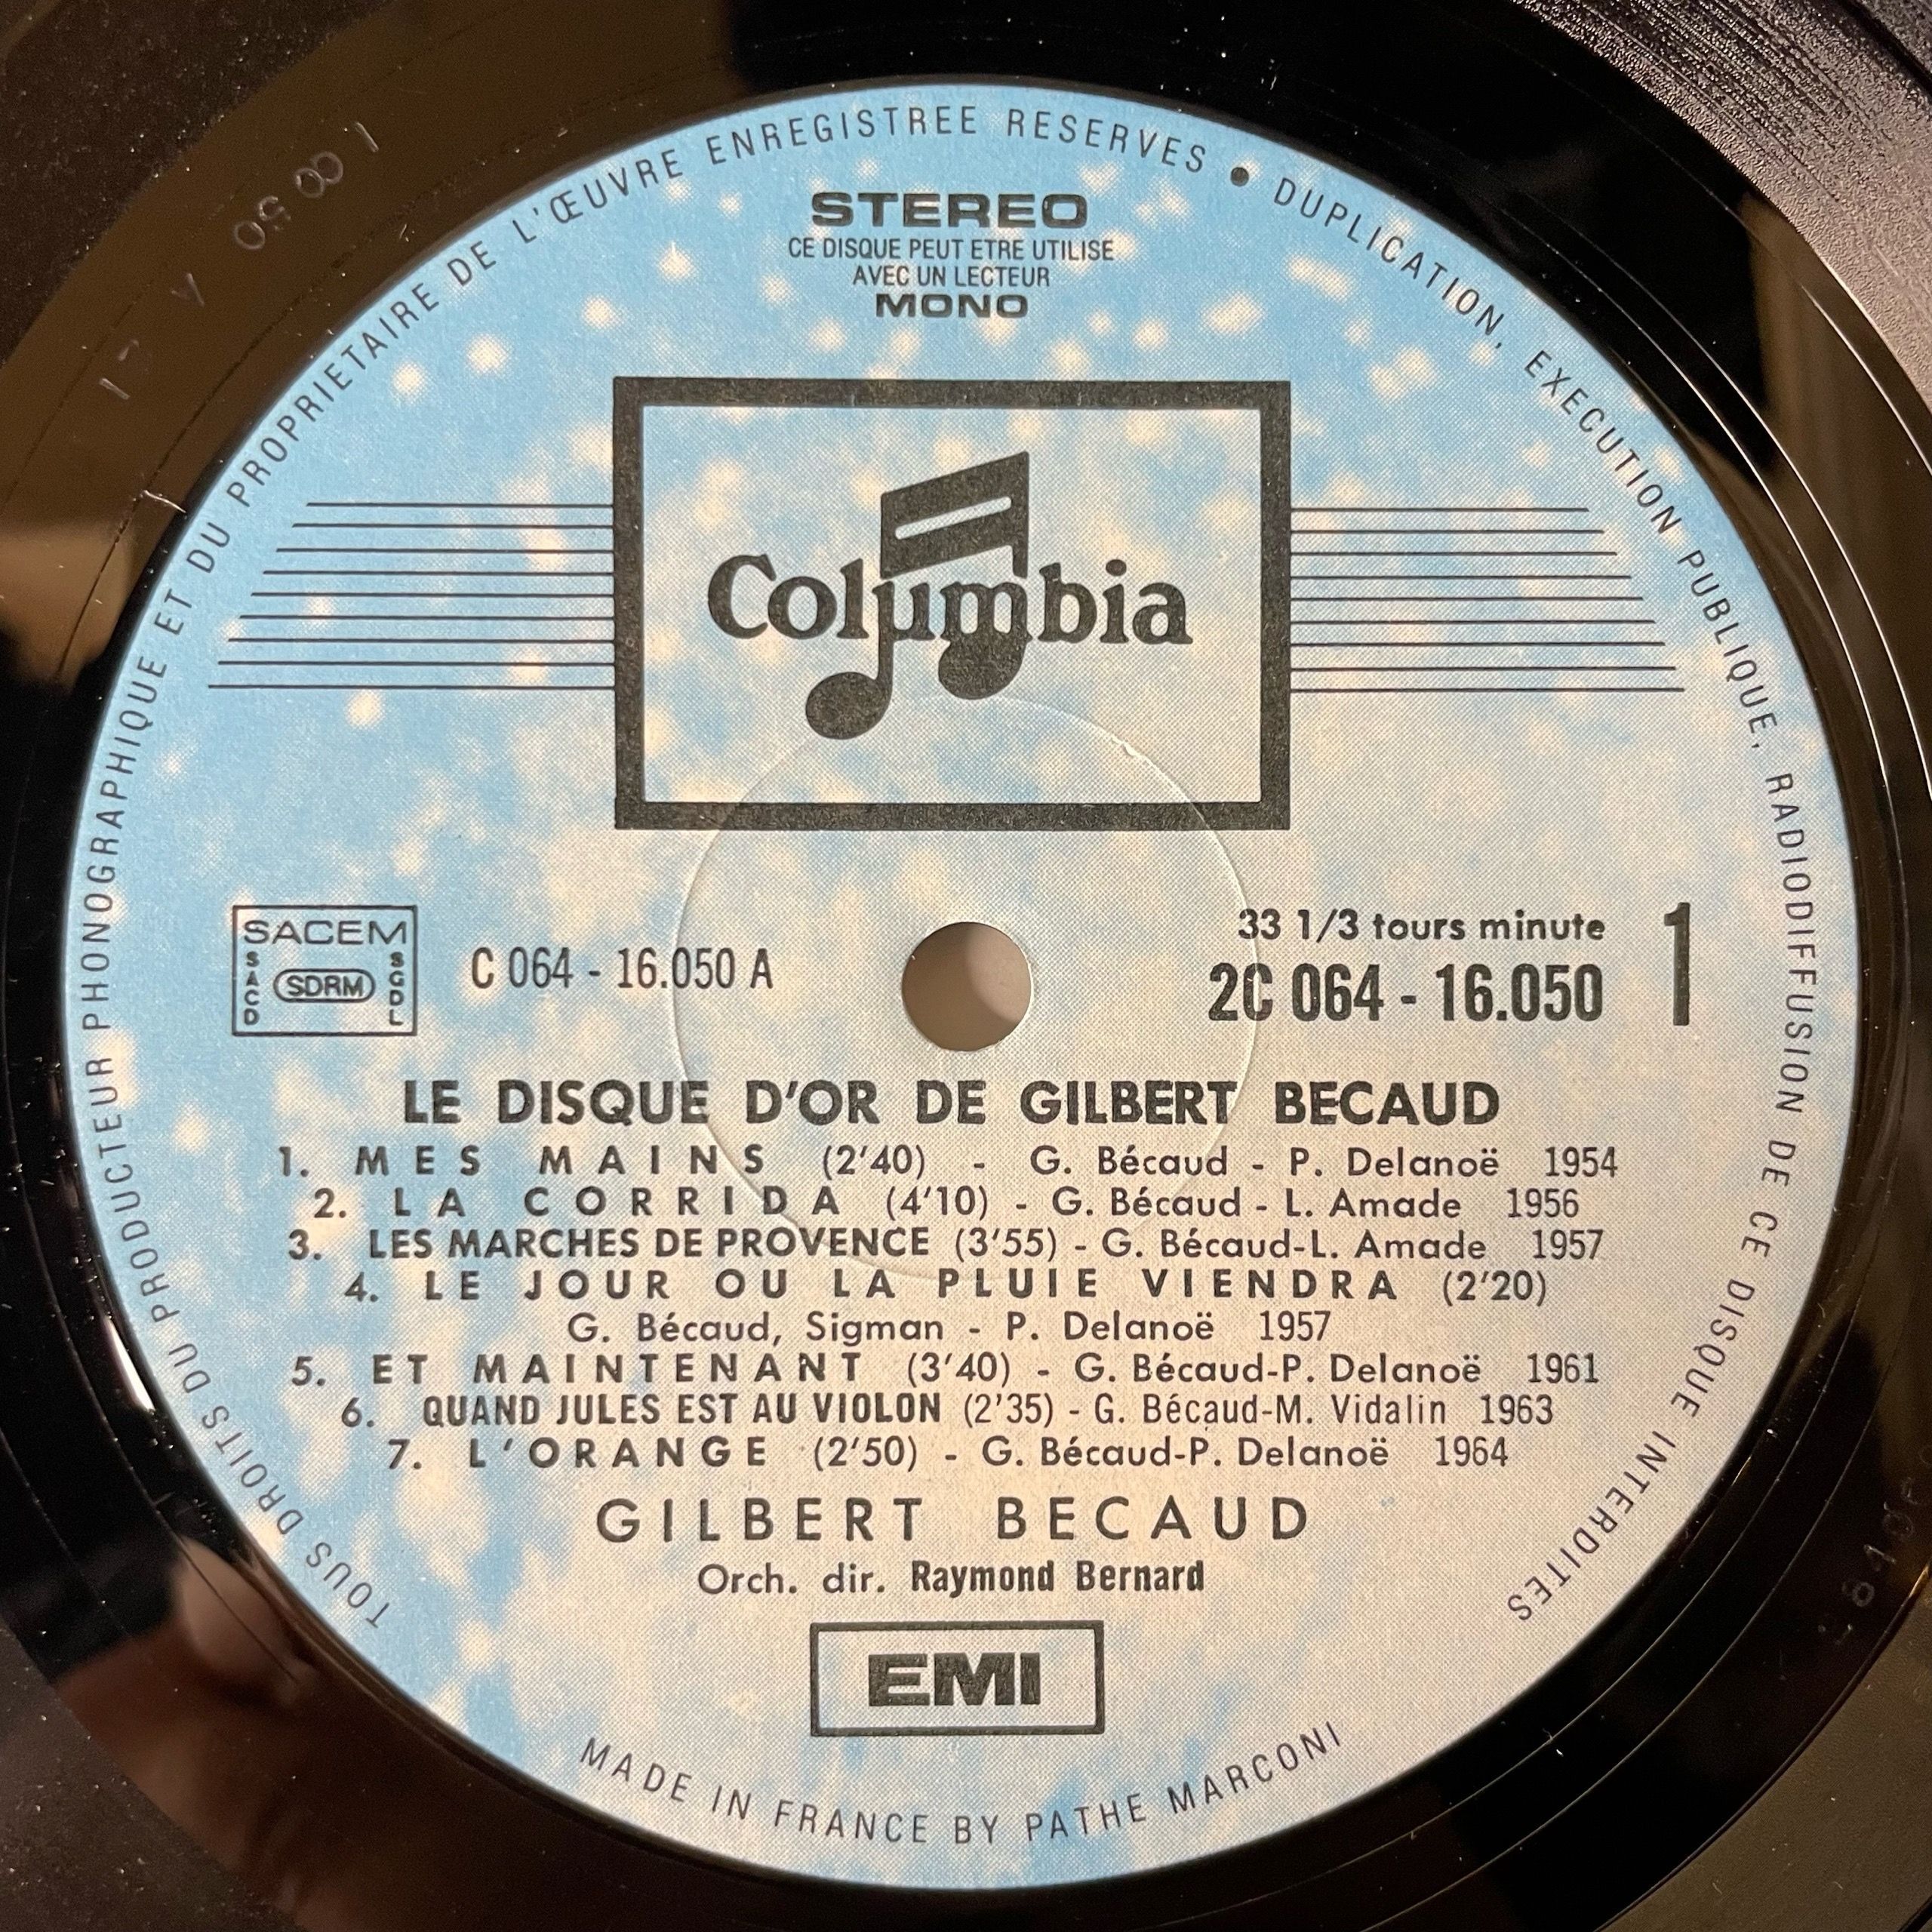 TOUS DROITS DU PRODUCTEUR PHONOGRAPHIQUE ET DU PROPRIETAIRE DE L'ŒUVRE ENREGISTREE RESERVES • DUPLICATION, EXECUTION PUBLIQUE, RADIODIFFUSION DE CE DISQUE INTERDITES
STEREO
CE DISQUE PEUT ETRE UTILISE
AVEC UN LECTEUR
MONO
Columbia
SACEM
SACD
SDRM
SGDL
C 064 - 16.050 A
33 1/3 tours minute
2C 064 - 16.050
1
LE DISQUE D'OR DE GILBERT BECAUD
1. MES MAINS (2'40) - G. Bécaud - P. Delanoë 1954
2. LA CORRIDA (4'10) - G. Bécaud - L. Amade 1956
3. LES MARCHES DE PROVENCE (3'55) - G. Bécaud-L. Amade 1957
4. LE JOUR OU LA PLUIE VIENDRA (2'20)
G. Bécaud, Sigman - P. Delanoë 1957
5. ET MAINTENANT (3'40) - G. Bécaud-P. Delanoë 1961
6. QUAND JULES EST AU VIOLON (2'35) - G. Bécaud-M. Vidalin 1963
7. L'ORANGE (2'50) - G. Bécaud-P. Delanoë 1964
GILBERT BECAUD
Orch. dir. Raymond Bernard
EMI
MADE IN FRANCE BY PATHE MARCONI